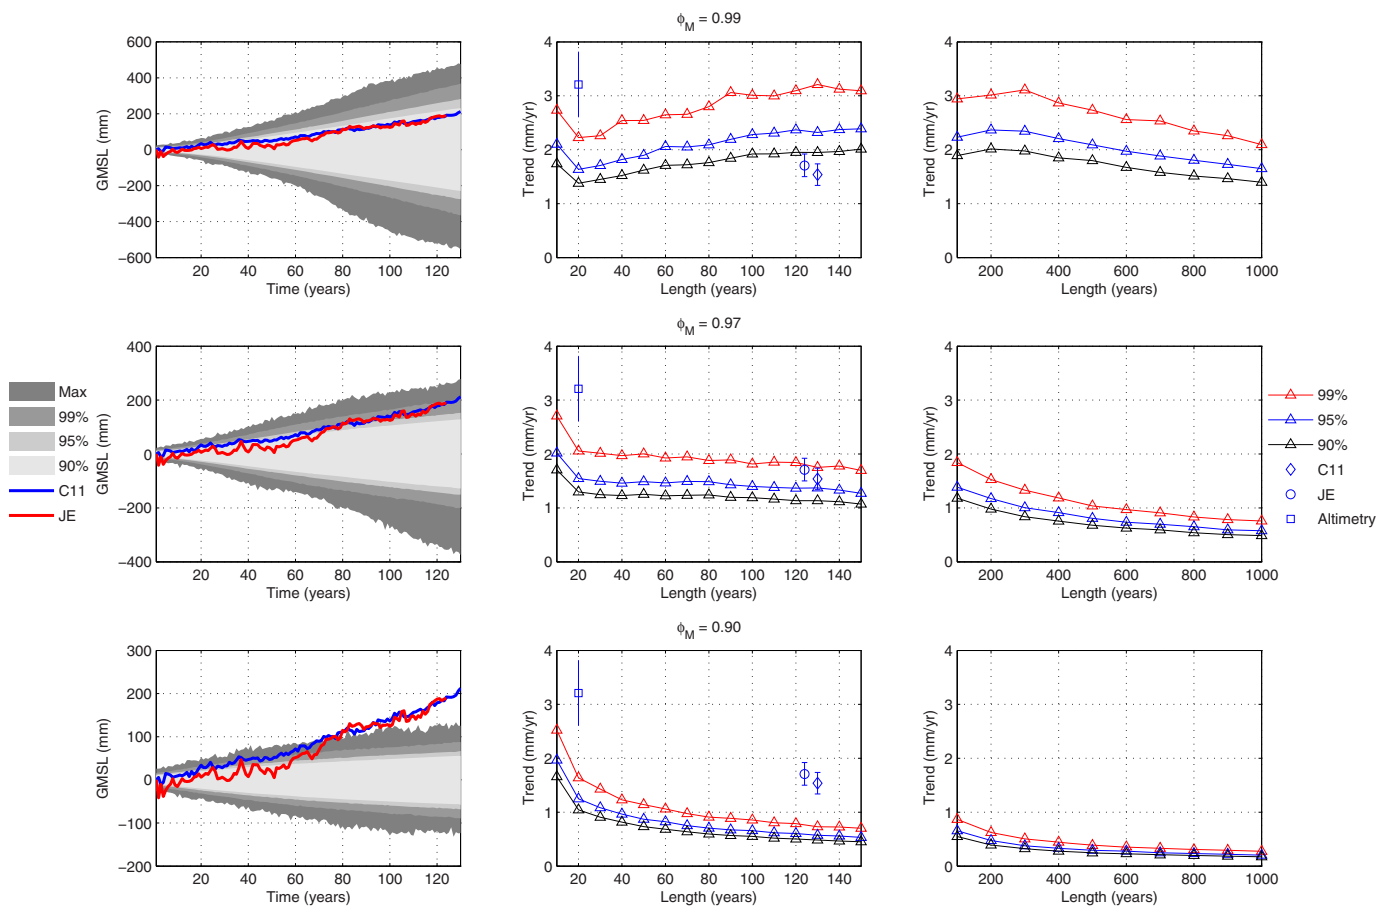 ϕM = 0.99
600
400
200
0
−200
−400
−600
GMSL (mm)
20 40 60 80 100 120
Time (years)
4
3
2
1
0
Trend (mm/yr)
20 40 60 80 100 120 140
Length (years)
4
3
2
1
0
Trend (mm/yr)
200 400 600 800 1000
Length (years)
ϕM = 0.97
Max
99%
95%
90%
C11
JE
400
200
0
−200
−400
GMSL (mm)
20 40 60 80 100 120
Time (years)
4
3
2
1
0
Trend (mm/yr)
20 40 60 80 100 120 140
Length (years)
4
3
2
1
0
Trend (mm/yr)
200 400 600 800 1000
Length (years)
99%
95%
90%
C11
JE
Altimetry
ϕM = 0.90
300
200
100
0
−100
−200
GMSL (mm)
20 40 60 80 100 120
Time (years)
4
3
2
1
0
Trend (mm/yr)
20 40 60 80 100 120 140
Length (years)
4
3
2
1
0
Trend (mm/yr)
200 400 600 800 1000
Length (years)